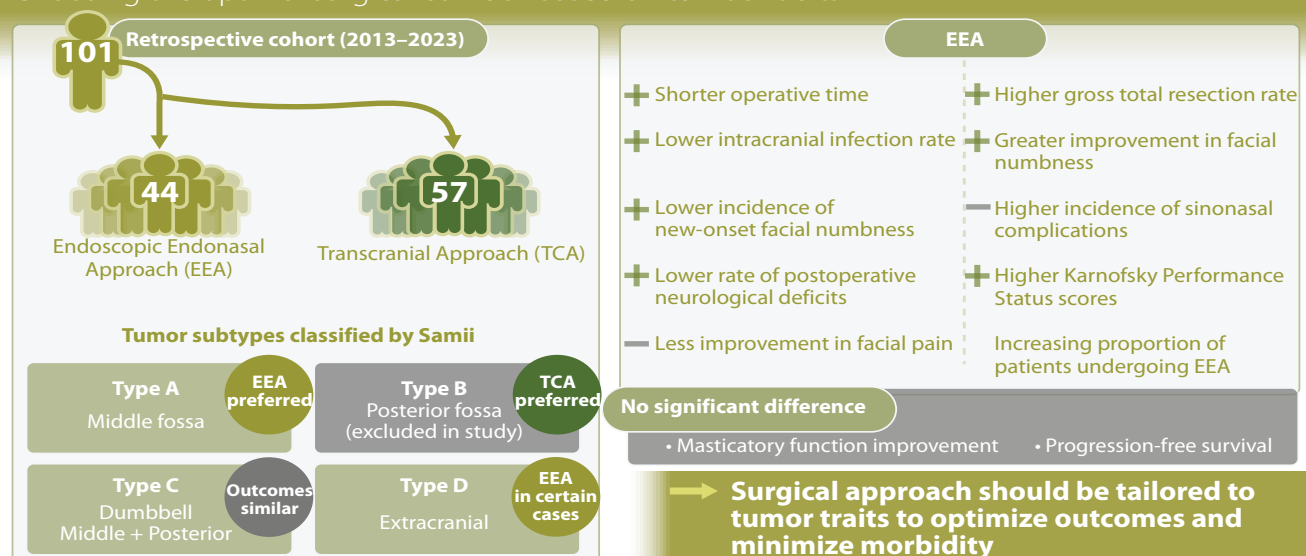 101
Retrospective cohort (2013–2023)
44
Endoscopic Endonasal
Approach (EEA)
57
Transcranial Approach (TCA)
Tumor subtypes classified by Samii
Type A
Middle fossa
EEA
preferred
Type B
Posterior fossa
(excluded in study)
TCA
preferred
Type C
Dumbbell
Middle + Posterior
Outcomes
similar
Type D
Extracranial
EEA
in certain
cases
EEA
Shorter operative time
Lower intracranial infection rate
Lower incidence of
new-onset facial numbness
Lower rate of postoperative
neurological deficits
Less improvement in facial pain
Higher gross total resection rate
Greater improvement in facial
numbness
Higher incidence of sinonasal
complications
Higher Karnofsky Performance
Status scores
Increasing proportion of
patients undergoing EEA
No significant difference
• Masticatory function improvement
• Progression-free survival
Surgical approach should be tailored to
tumor traits to optimize outcomes and
minimize morbidity